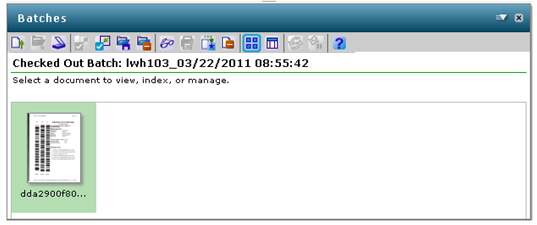 Batches
Checked Out Batch: lwh103_03/22/2011 08:55:42
Select a document to view, index, or manage.
dda2900f80...